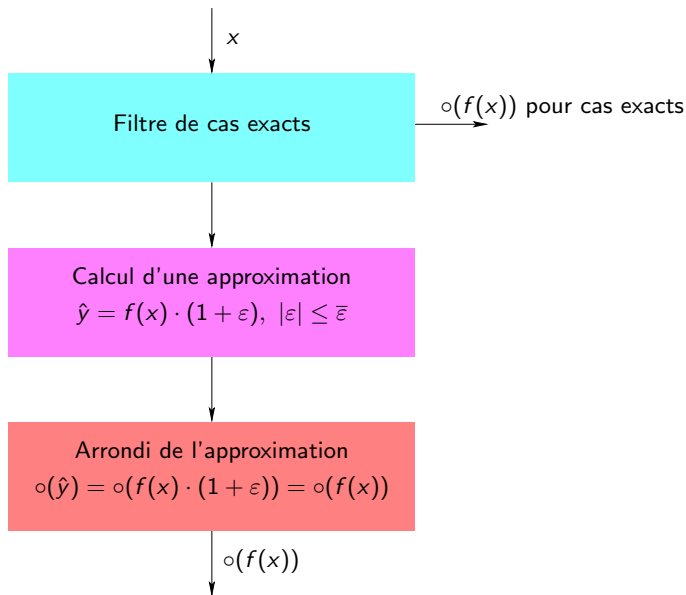 x
Filtre de cas exacts
∘(f(x)) pour cas exacts
Calcul d'une approximation
ŷ = f(x) · (1 + ε), |ε| ≤ ε̅
Arrondi de l'approximation
∘(ŷ) = ∘(f(x) · (1 + ε)) = ∘(f(x))
∘(f(x))